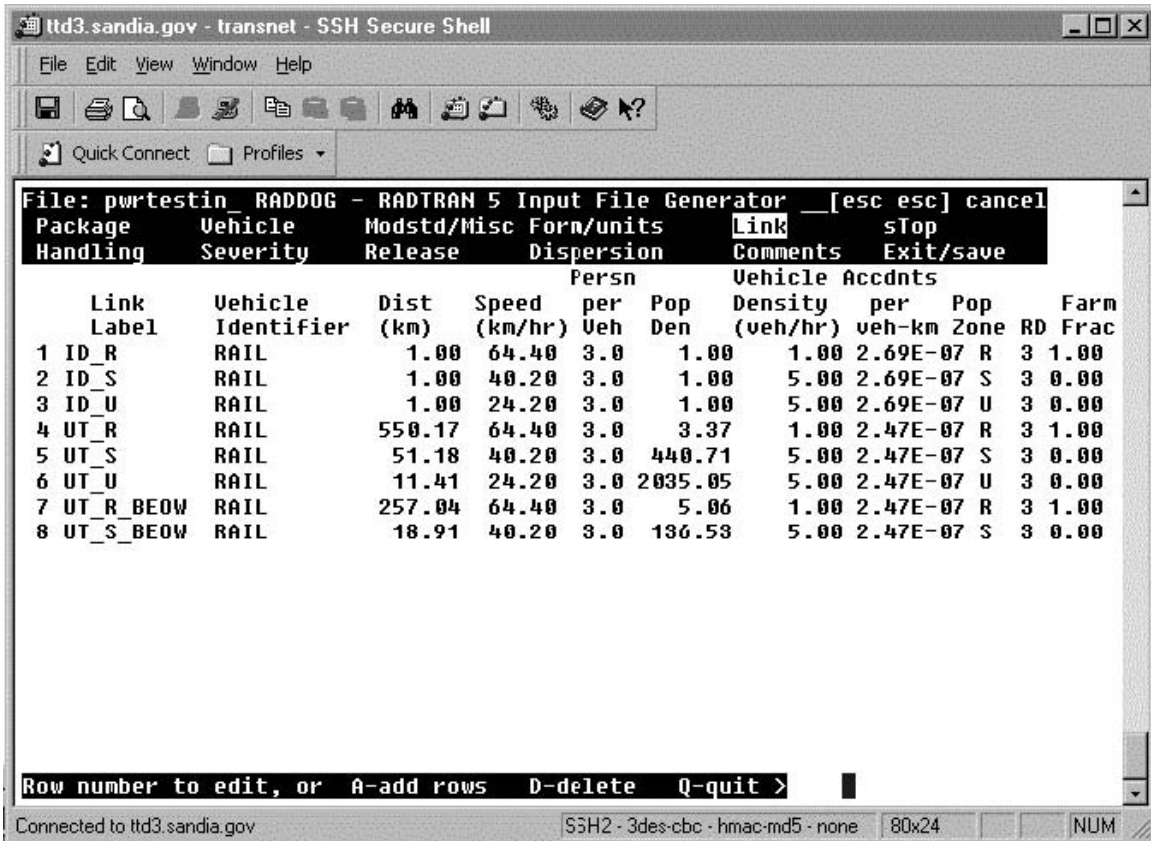 ttd3.sandia.gov - transnet - SSH Secure Shell
File Edit View Window Help
Quick Connect Profiles
File: pwrtestin_ RADDOG - RADTRAN 5 Input File Generator __[esc esc] cancel
Package Vehicle Modstd/Misc Form/units Link sTop
Handling Severity Release Dispersion Comments Exit/save
Persn Vehicle Accdnts
Link Vehicle Dist Speed per Pop Density per Pop Farm
Label Identifier (km) (km/hr) Veh Den (veh/hr) veh-km Zone RD Frac
1 ID_R RAIL 1.00 64.40 3.0 1.00 1.00 2.69E-07 R 3 1.00
2 ID_S RAIL 1.00 40.20 3.0 1.00 5.00 2.69E-07 S 3 0.00
3 ID_U RAIL 1.00 24.20 3.0 1.00 5.00 2.69E-07 U 3 0.00
4 UT_R RAIL 550.17 64.40 3.0 3.37 1.00 2.47E-07 R 3 1.00
5 UT_S RAIL 51.18 40.20 3.0 440.71 5.00 2.47E-07 S 3 0.00
6 UT_U RAIL 11.41 24.20 3.0 2035.05 5.00 2.47E-07 U 3 0.00
7 UT_R_BEOW RAIL 257.04 64.40 3.0 5.06 1.00 2.47E-07 R 3 1.00
8 UT_S_BEOW RAIL 18.91 40.20 3.0 136.53 5.00 2.47E-07 S 3 0.00
Row number to edit, or A-add rows D-delete Q-quit >
Connected to ttd3.sandia.gov SSH2 - 3des-cbc - hmac-md5 - none 80x24 NUM